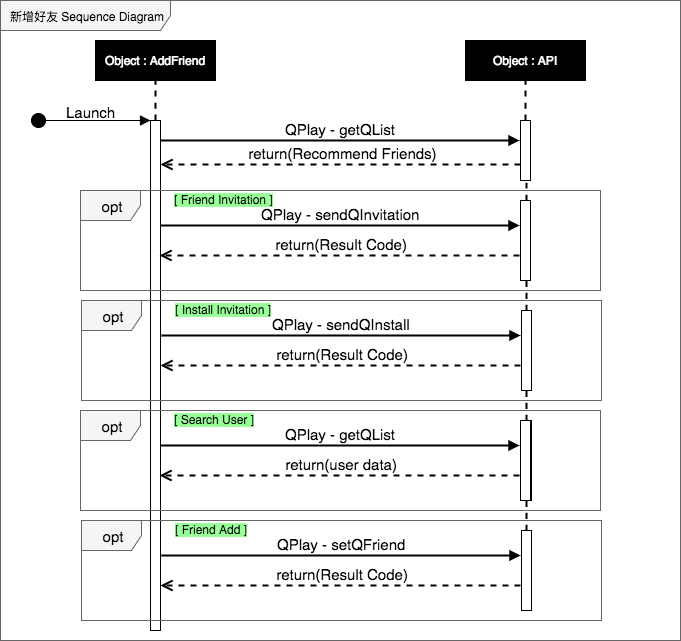 新增好友 Sequence Diagram
Object : AddFriend
Object : API
Launch
QPlay - getQList
return(Recommend Friends)
opt
[ Friend Invitation ]
QPlay - sendQInvitation
return(Result Code)
opt
[ Install Invitation ]
QPlay - sendQInstall
return(Result Code)
opt
[ Search User ]
QPlay - getQList
return(user data)
opt
[ Friend Add ]
QPlay - setQFriend
return(Result Code)